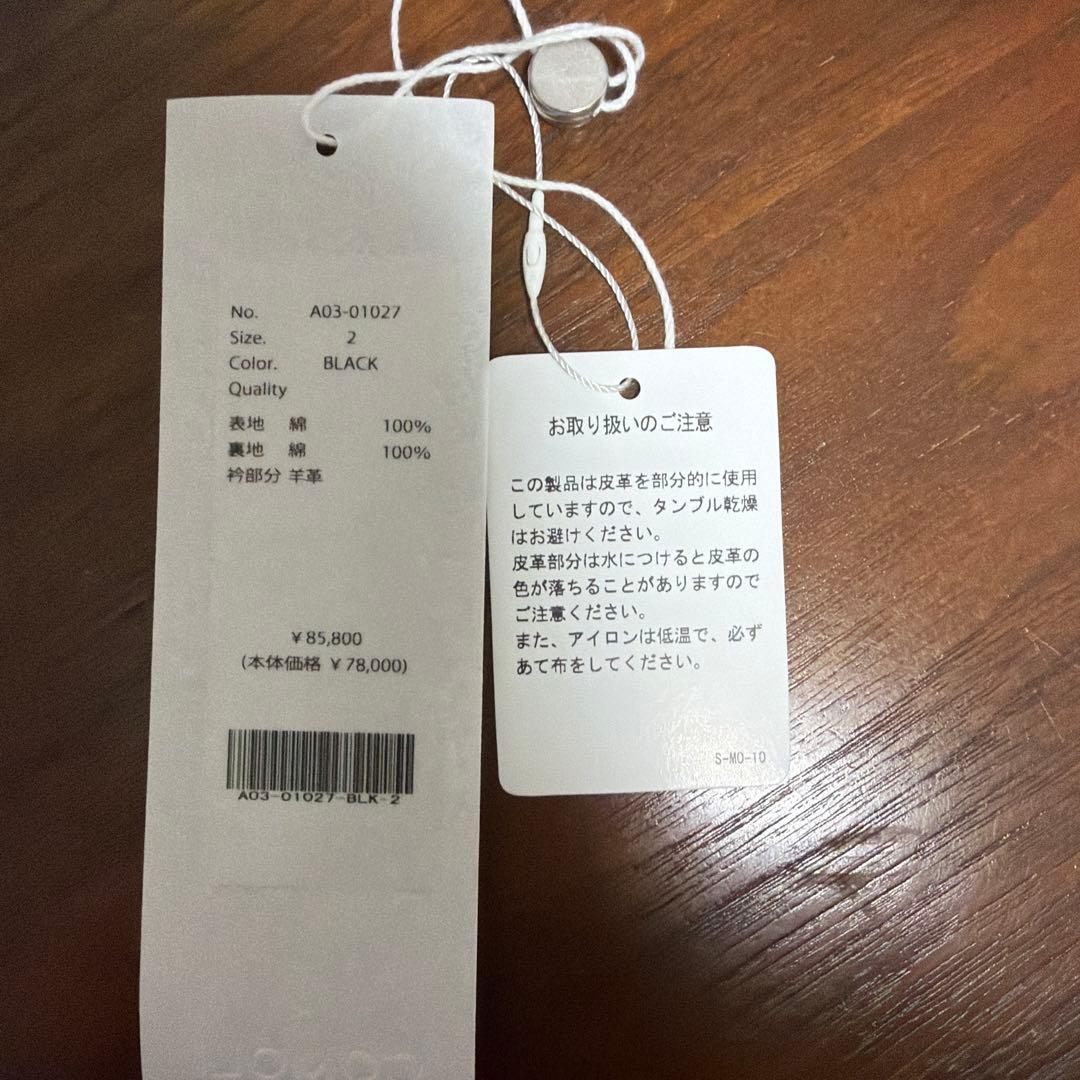 No. A03-01027
Size. 2
Color. BLACK
Quality
表地 綿 100%
裏地 綿 100%
衿部分 羊革
￥85,800
(本体価格 ￥78,000)
A03-01027-BLK-2
お取り扱いのご注意
この製品は皮革を部分的に使用
していますので、タンブル乾燥
はお避けください。
皮革部分は水につけると皮革の
色が落ちることがありますので
ご注意ください。
また、アイロンは低温で、必ず
あて布をしてください。
S-MO-10